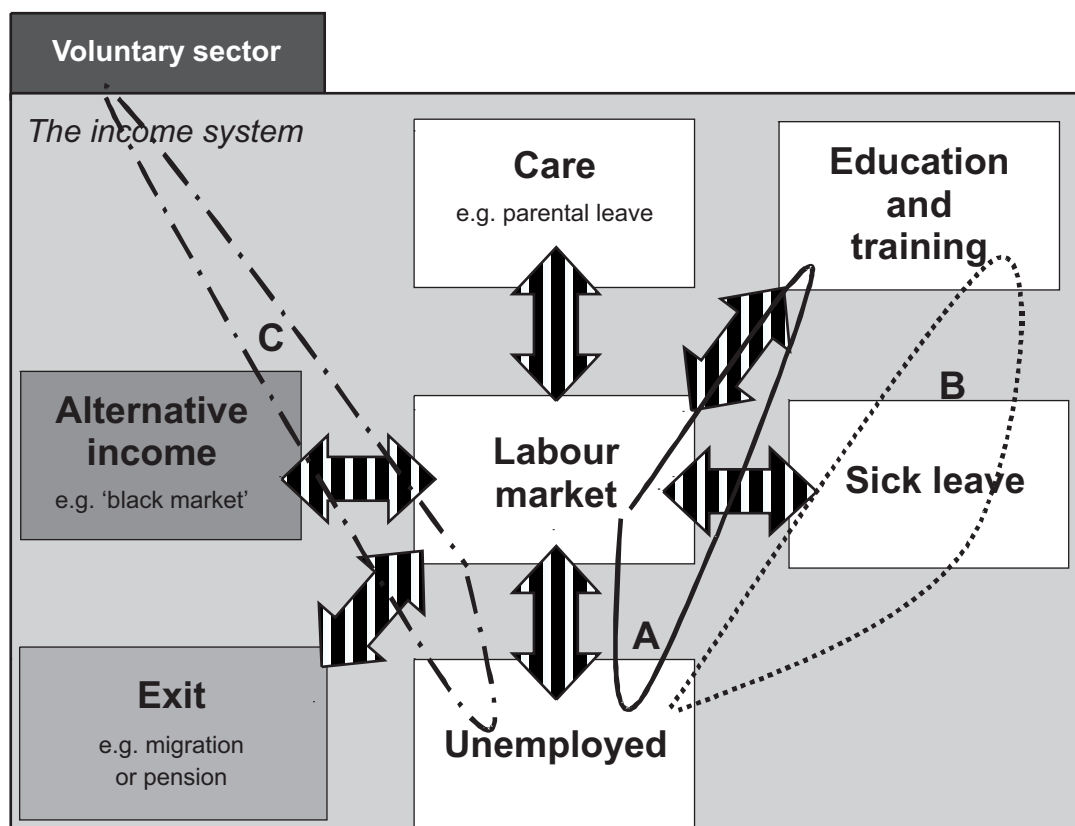 Voluntary sector
The income system
Care
e.g. parental leave
Education
and
training
C
B
Alternative
income
e.g. ‘black market’
Labour
market
Sick leave
A
Exit
e.g. migration
or pension
Unemployed